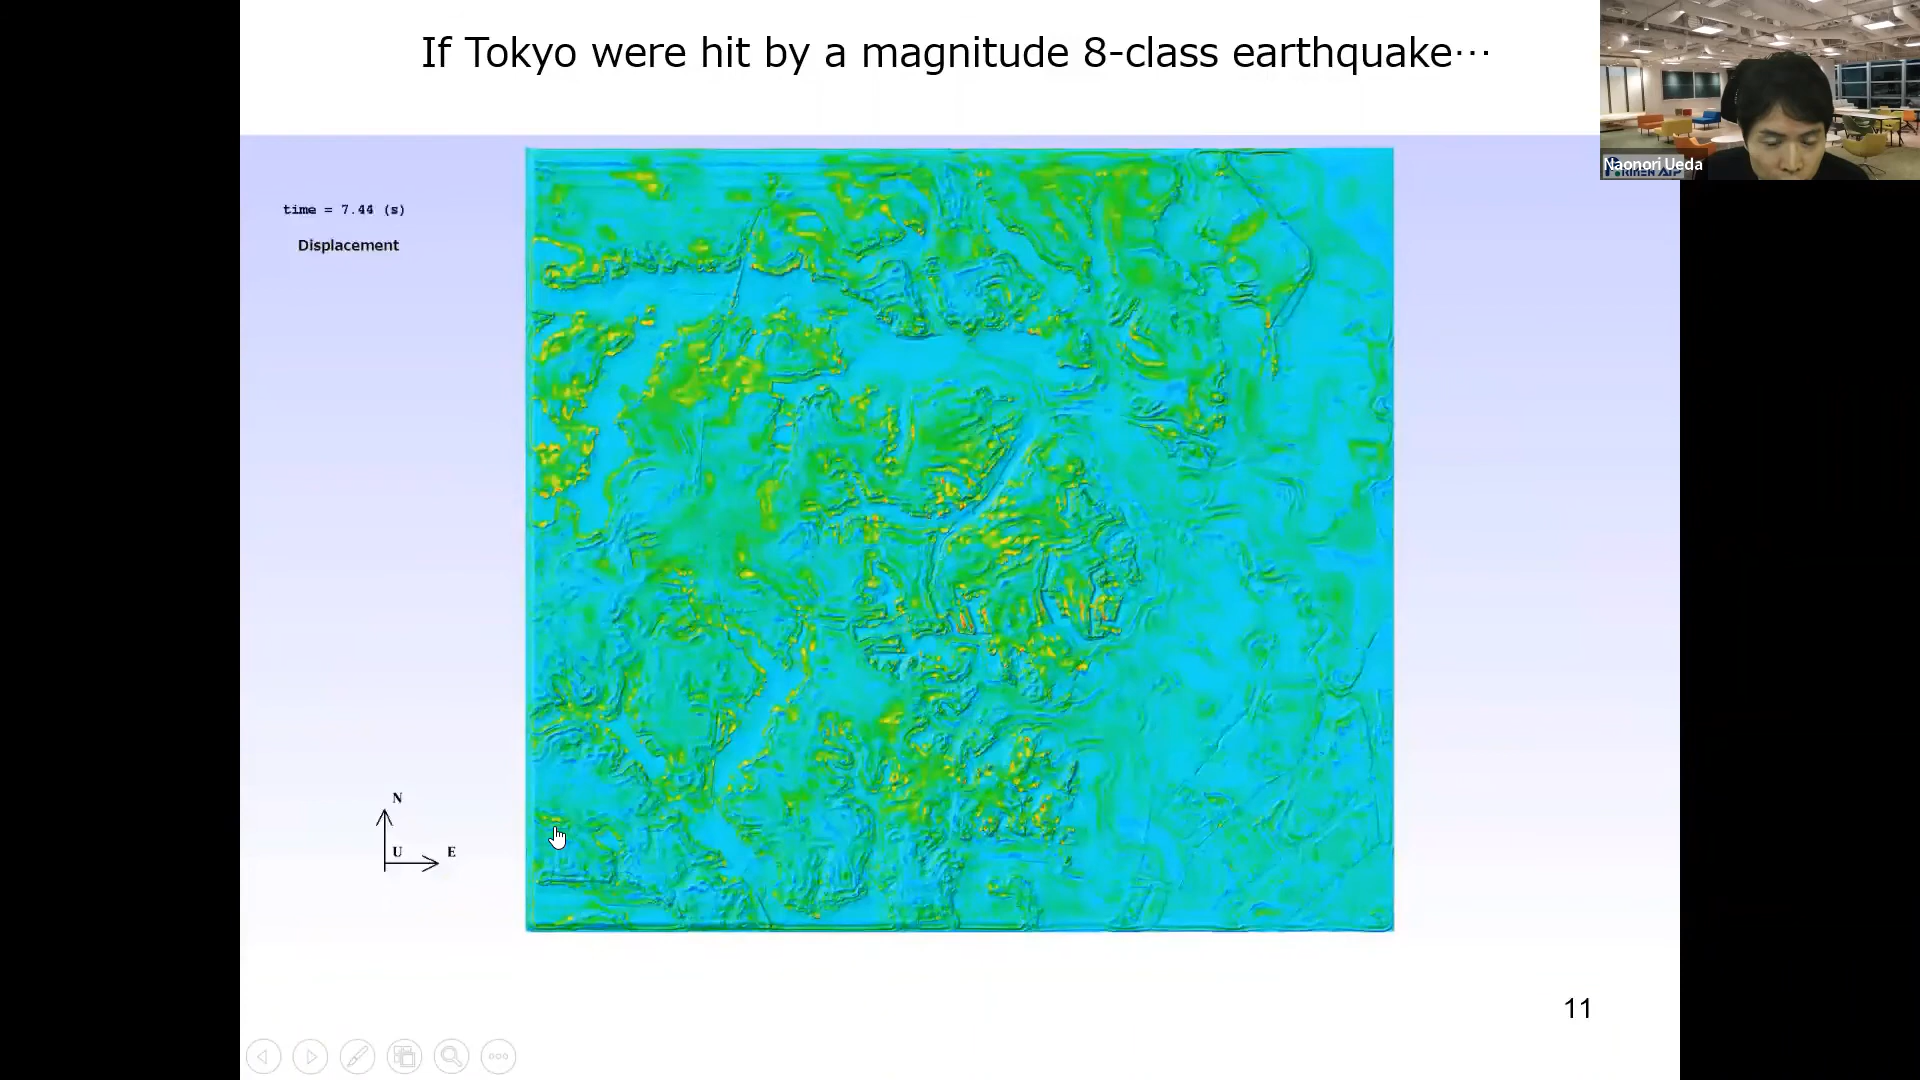 If Tokyo were hit by a magnitude 8-class earthquake…
Naonori Ueda
time = 7.44 (s)
Displacement
N
U
E
11